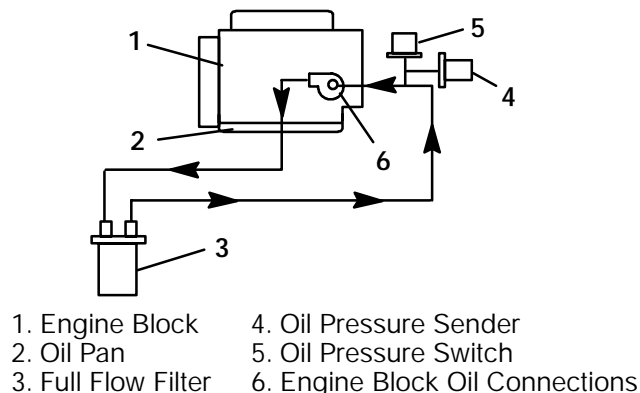 5
1
4
2
6
3
1. Engine Block
2. Oil Pan
3. Full Flow Filter
4. Oil Pressure Sender
5. Oil Pressure Switch
6. Engine Block Oil Connections